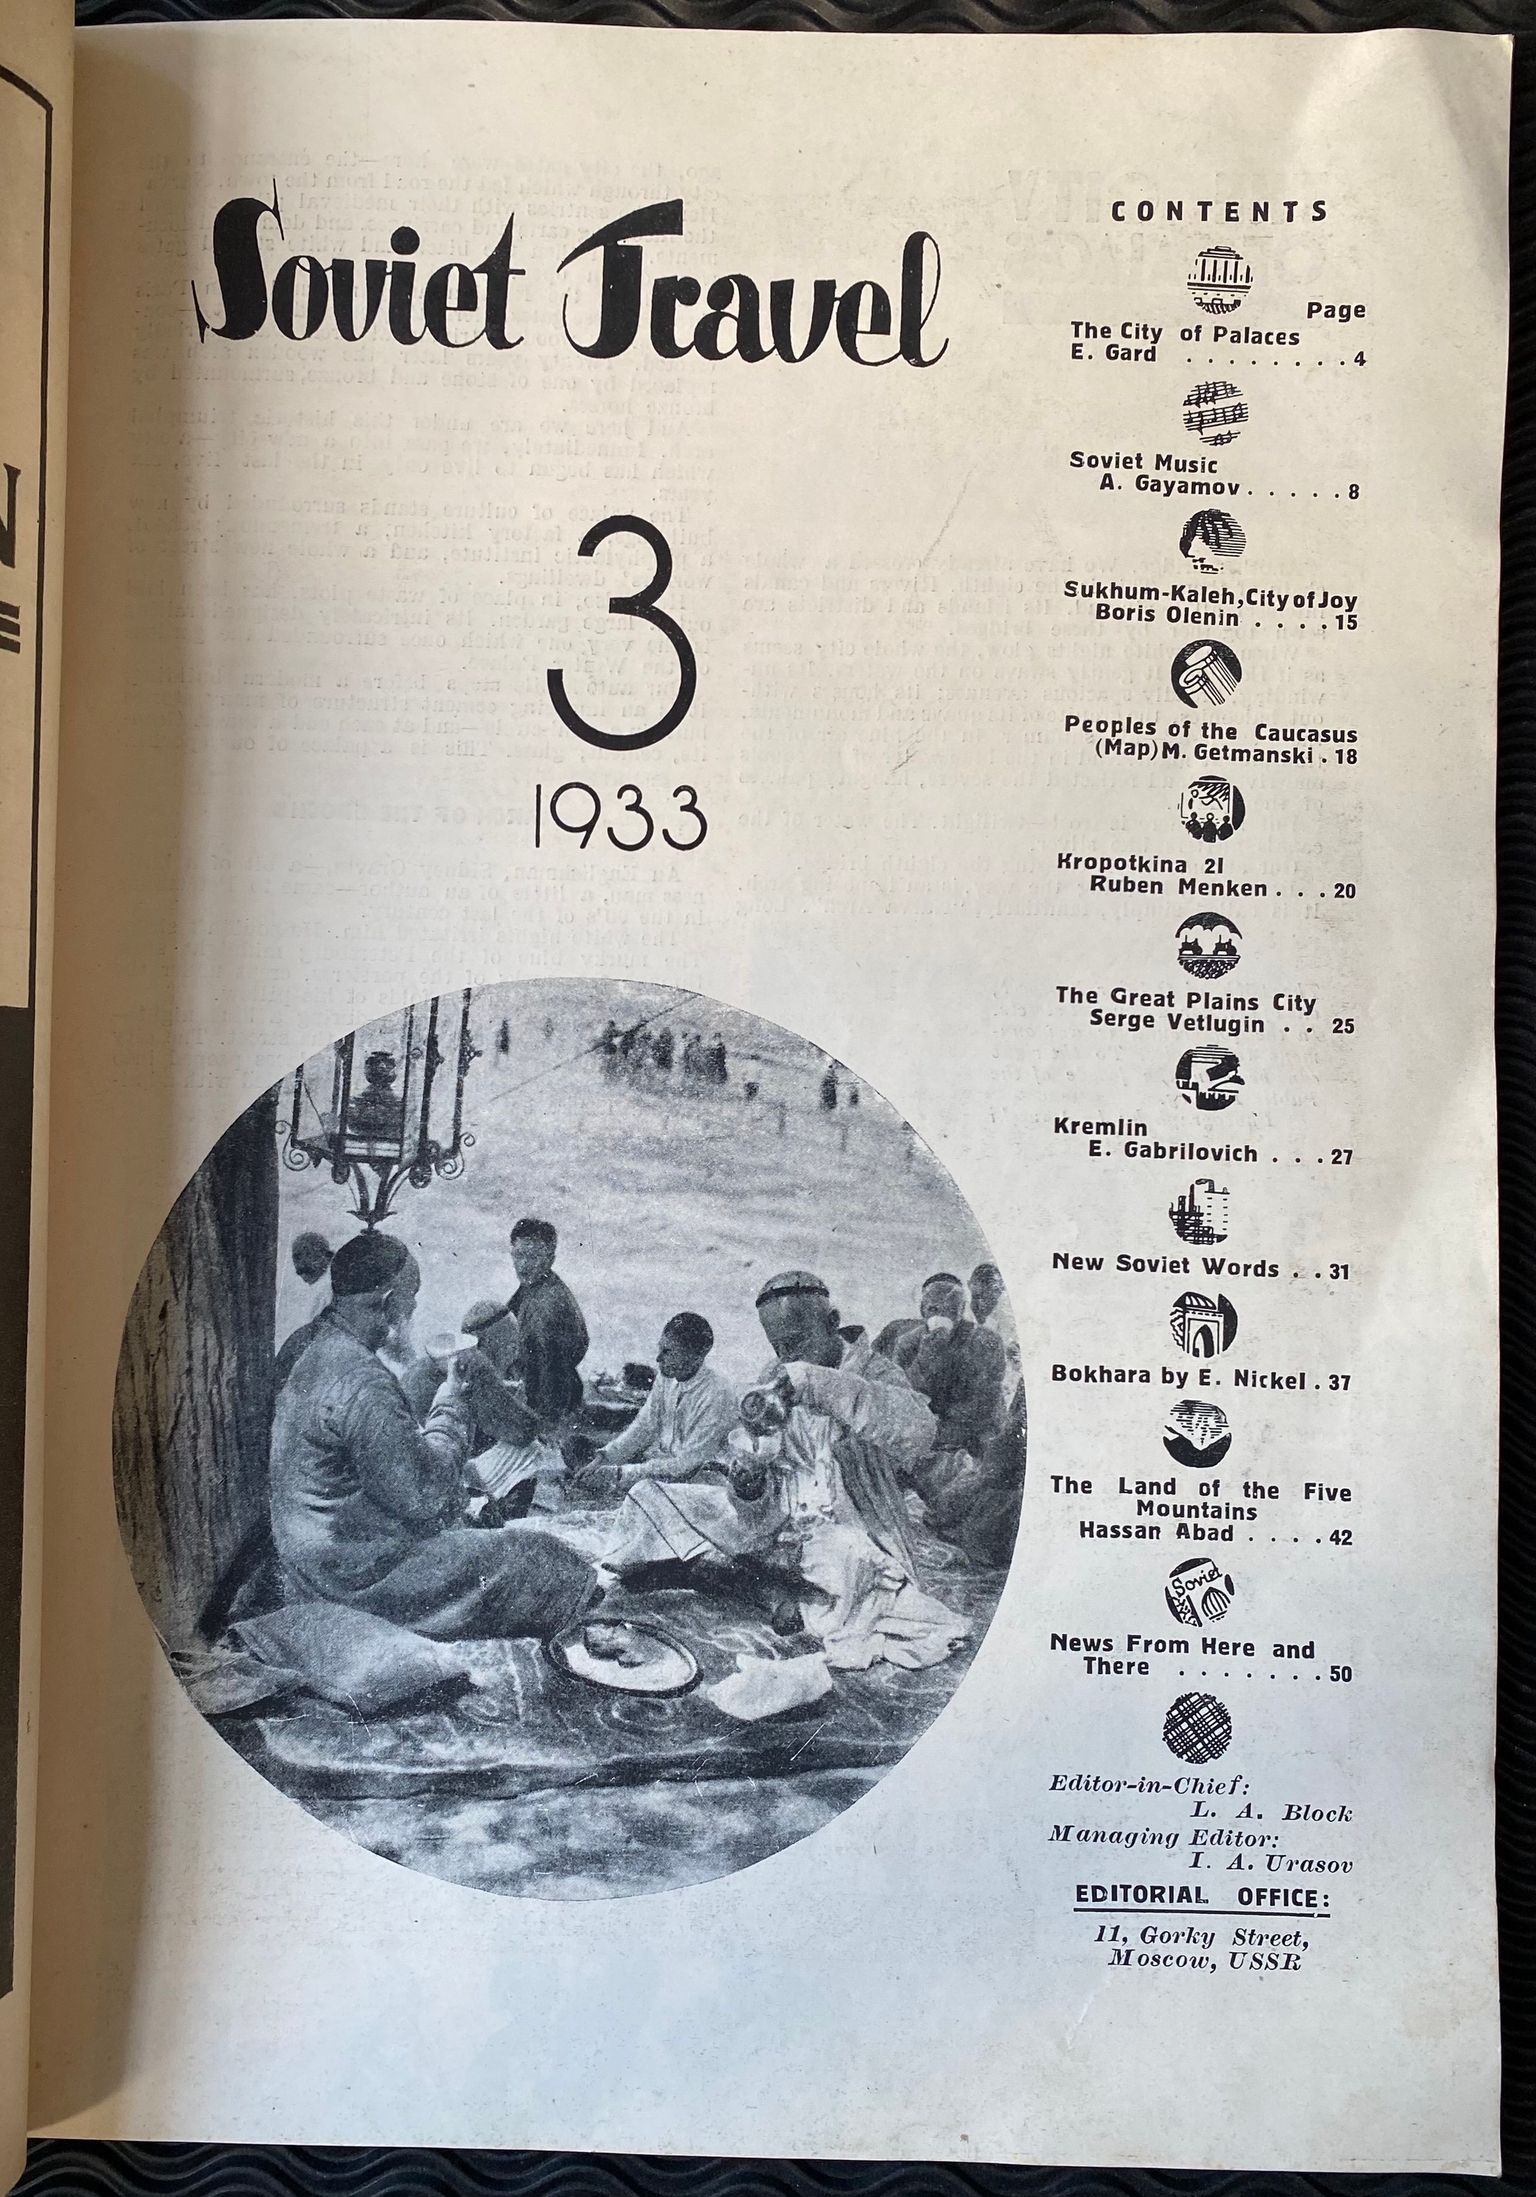 Soviet Travel
3
1933
CONTENTS
Page
The City of Palaces
E. Gard . . . . . . . . 4
Soviet Music
A. Gayamov . . . . . 8
Sukhum-Kaleh, City of Joy
Boris Olenin . . . . 15
Peoples of the Caucasus
(Map) M. Getmanski . 18
Kropotkina 21
Ruben Menken . . . 20
The Great Plains City
Serge Vetlugin . . 25
Kremlin
E. Gabrilovich . . . 27
New Soviet Words . . 31
Bokhara by E. Nickel . 37
The Land of the Five
Mountains
Hassan Abad . . . . 42
Soviet
News From Here and
There . . . . . . . 50
Editor-in-Chief:
L. A. Block
Managing Editor:
I. A. Urasov
EDITORIAL OFFICE:
11, Gorky Street,
Moscow, USSR